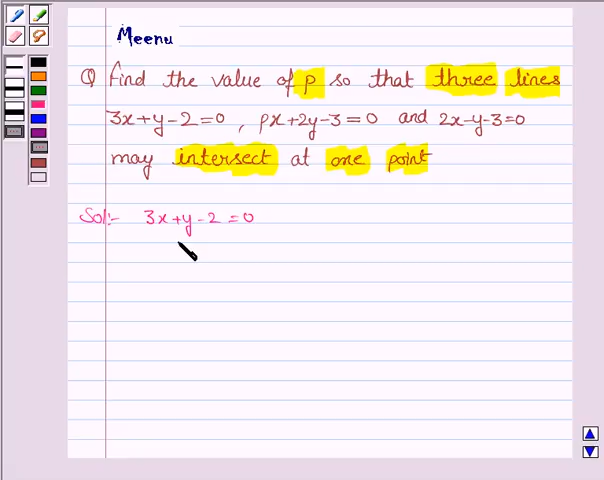 Meenu
Q Find the value of p so that three lines
3x+y-2=0, px+2y-3=0 and 2x-y-3=0
may intersect at one point
Sol:- 3x+y-2=0